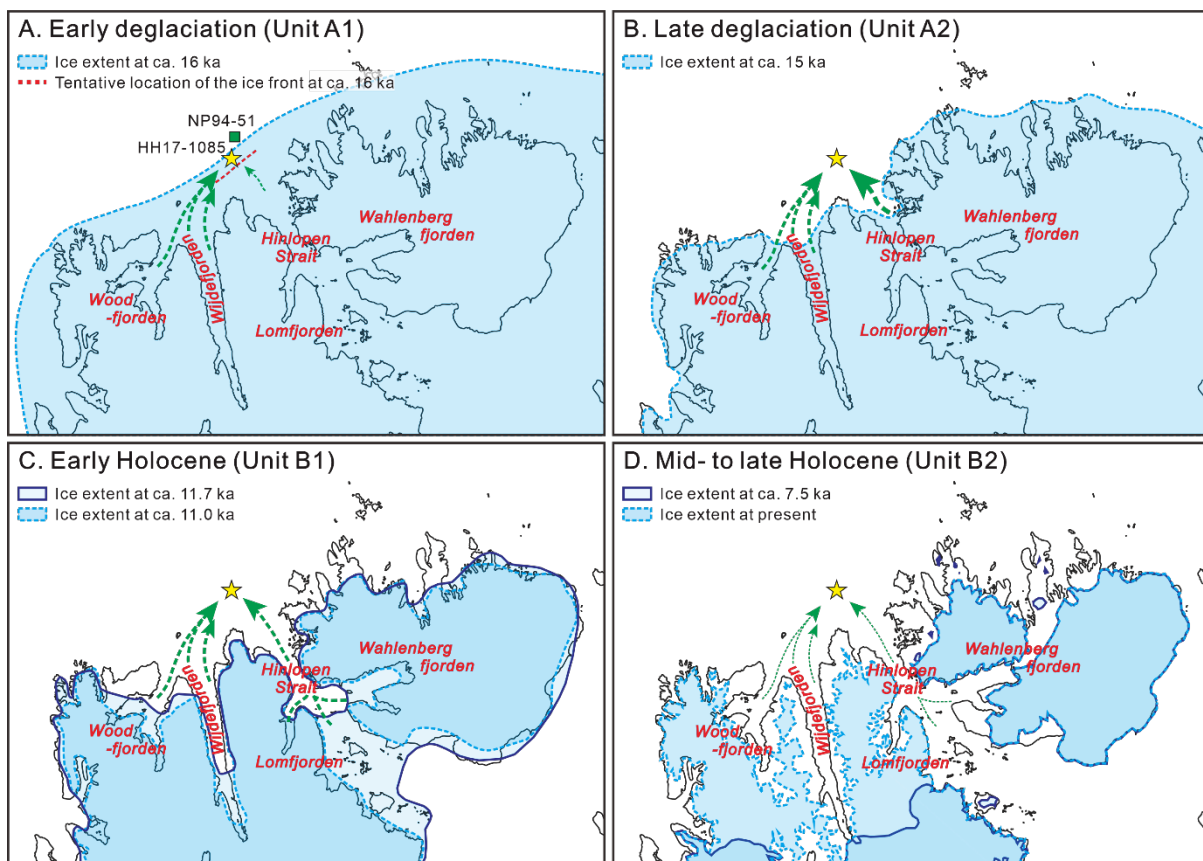 A. Early deglaciation (Unit A1)
Ice extent at ca. 16 ka
Tentative location of the ice front at ca. 16 ka
NP94-51
HH17-1085
Wahlenberg
fjorden
Hinlopen
Strait
Wijdefjorden
Wood
-fjorden
Lomfjorden
B. Late deglaciation (Unit A2)
Ice extent at ca. 15 ka
Wahlenberg
fjorden
Hinlopen
Strait
Wijdefjorden
Wood
-fjorden
Lomfjorden
C. Early Holocene (Unit B1)
Ice extent at ca. 11.7 ka
Ice extent at ca. 11.0 ka
Wahlenberg
fjorden
Hinlopen
Strait
Wijdefjorden
Wood
-fjorden
Lomfjorden
D. Mid- to late Holocene (Unit B2)
Ice extent at ca. 7.5 ka
Ice extent at present
Wahlenberg
fjorden
Hinlopen
Strait
Wijdefjorden
Wood
-fjorden
Lomfjorden